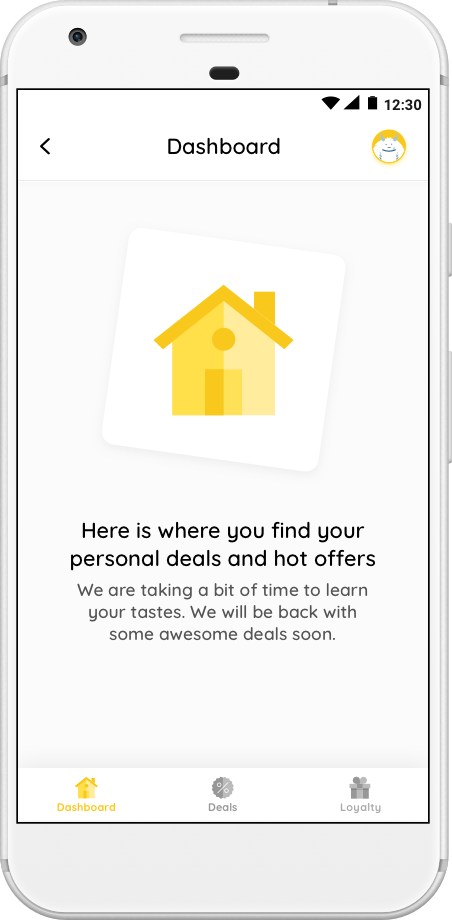 12:30
Dashboard
Here is where you find your
personal deals and hot offers
We are taking a bit of time to learn
your tastes. We will be back with
some awesome deals soon.
Dashboard
Deals
Loyalty